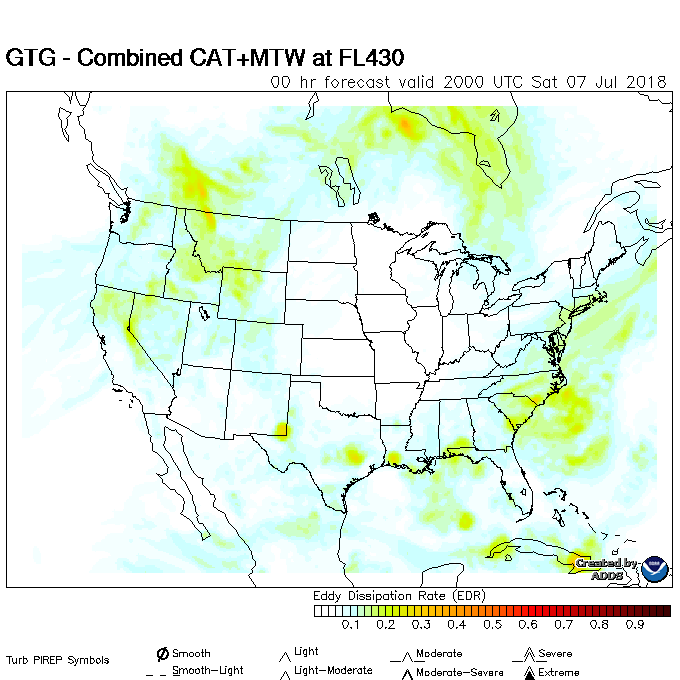 GTG - Combined CAT+MTW at FL430
00 hr forecast valid 2000 UTC Sat 07 Jul 2018
Created by
ADDS
Eddy Dissipation Rate (EDR)
0.1 0.2 0.3 0.4 0.5 0.6 0.7 0.8 0.9
Turb PIREP Symbols
Smooth Light Moderate Severe
Smooth-Light Light-Moderate Moderate-Severe Extreme